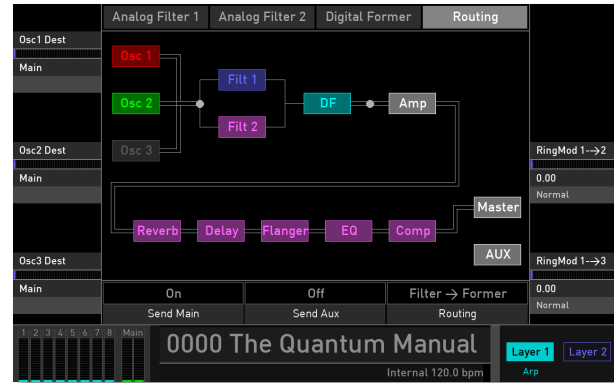 Analog Filter 1 Analog Filter 2 Digital Former Routing
Osc1 Dest
Main
Osc 1
Filt 1
Osc 2 DF Amp
Filt 2
Osc 3
Osc2 Dest
Main
RingMod 1-->2
0.00
Normal
Master
Reverb Delay Flanger EQ Comp
AUX
Osc3 Dest
Main
RingMod 1-->3
0.00
Normal
On Off Filter -> Former
Send Main Send Aux Routing
1 2 3 4 5 6 7 8 Main
0000 The Quantum Manual
Internal 120.0 bpm
Layer 1 Layer 2
Arp